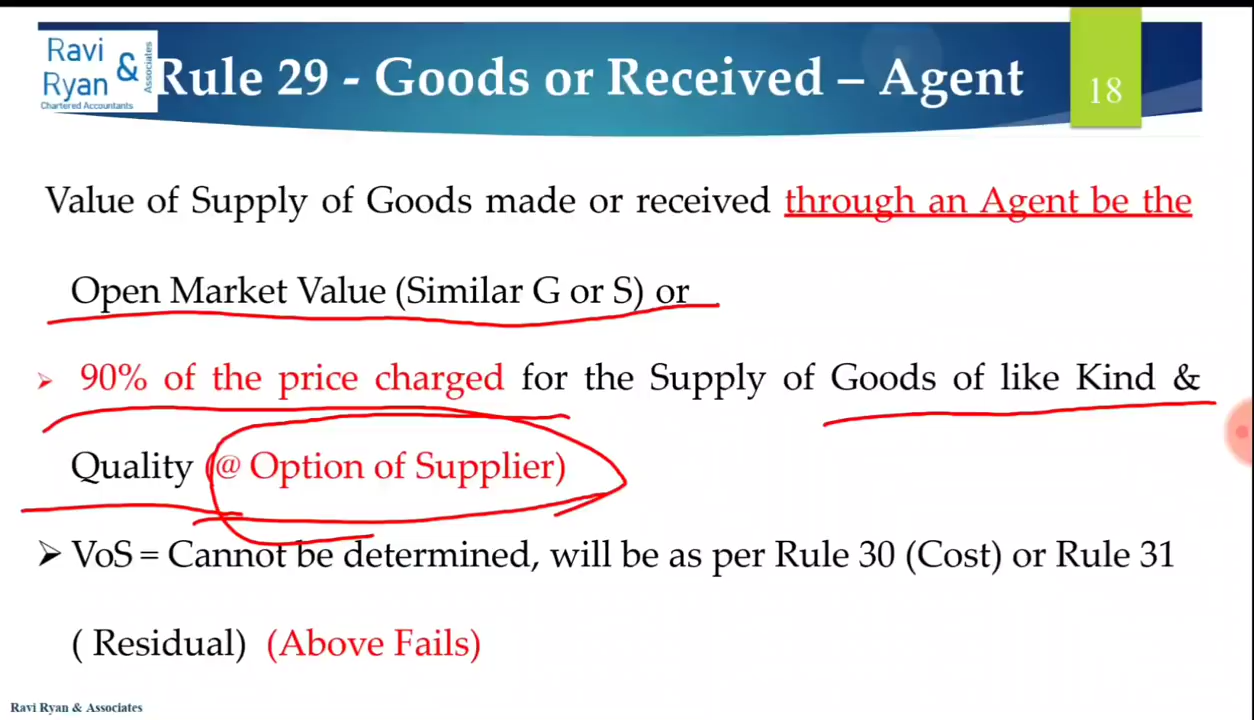 Ravi
Ryan
&
Associates
Chartered Accountants
Rule 29 - Goods or Received – Agent
18
Value of Supply of Goods made or received through an Agent be the
Open Market Value (Similar G or S) or
➢ 90% of the price charged for the Supply of Goods of like Kind &
Quality (@ Option of Supplier)
➢ VoS = Cannot be determined, will be as per Rule 30 (Cost) or Rule 31
( Residual) (Above Fails)
Ravi Ryan & Associates